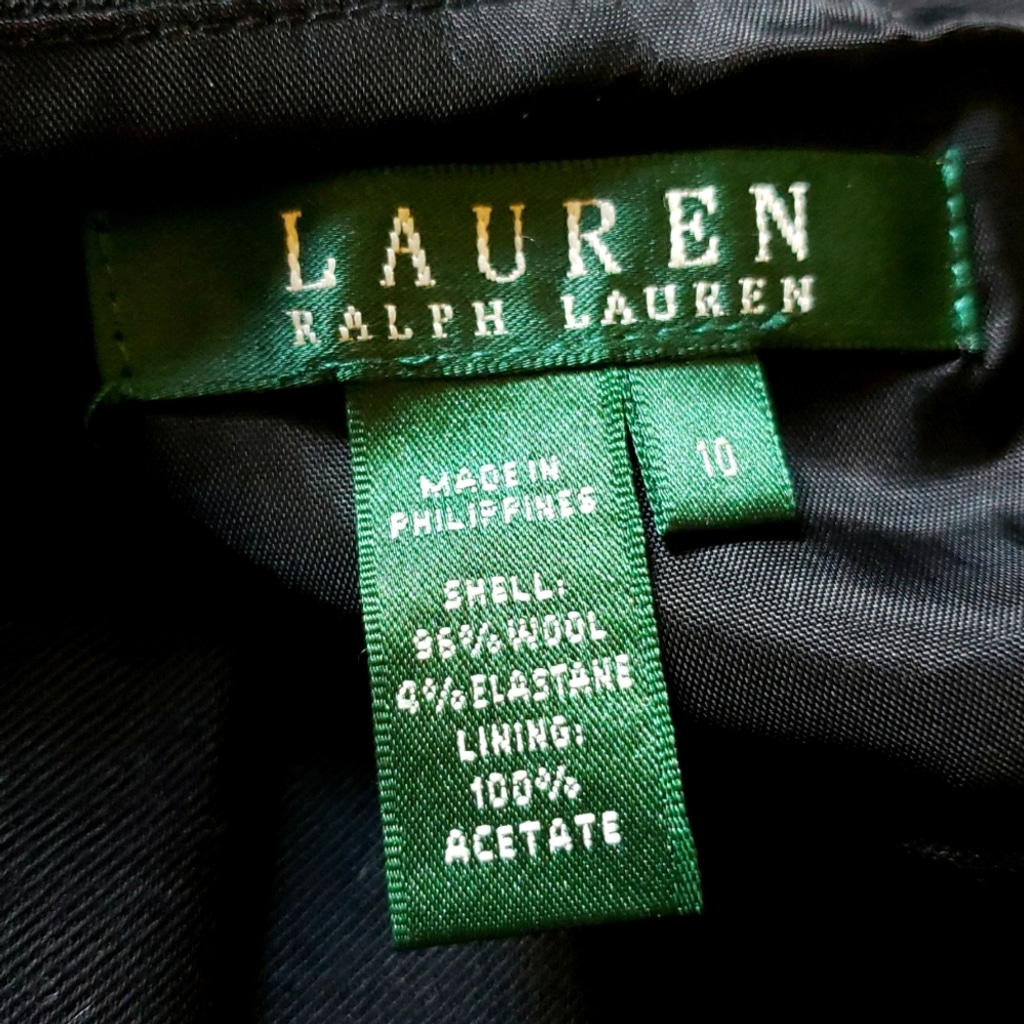 LAUREN
RALPH LAUREN
10
MADE IN
PHILIPPINES
SHELL:
96% WOOL
4% ELASTANE
LINING:
100%
ACETATE